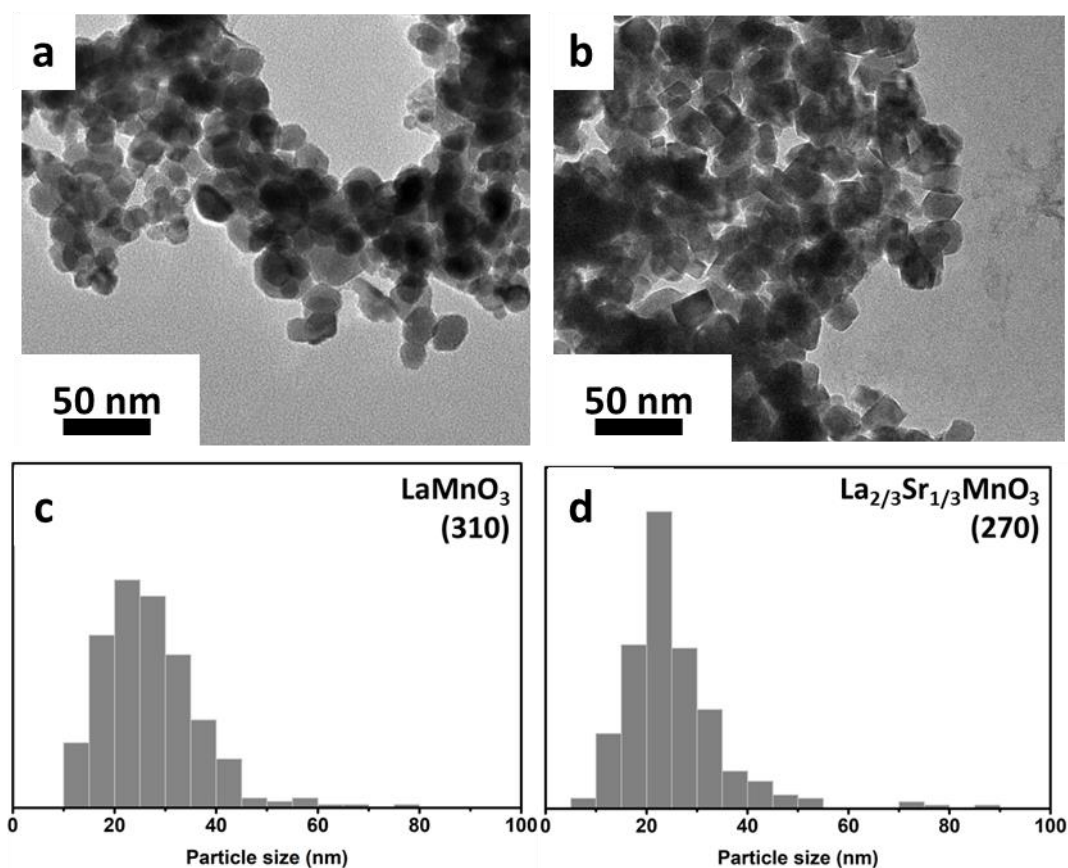 a
50 nm
b
50 nm
c
LaMnO₃
(310)
0 20 40 60 80 100
Particle size (nm)
d
La₂/₃Sr₁/₃MnO₃
(270)
0 20 40 60 80 100
Particle size (nm)